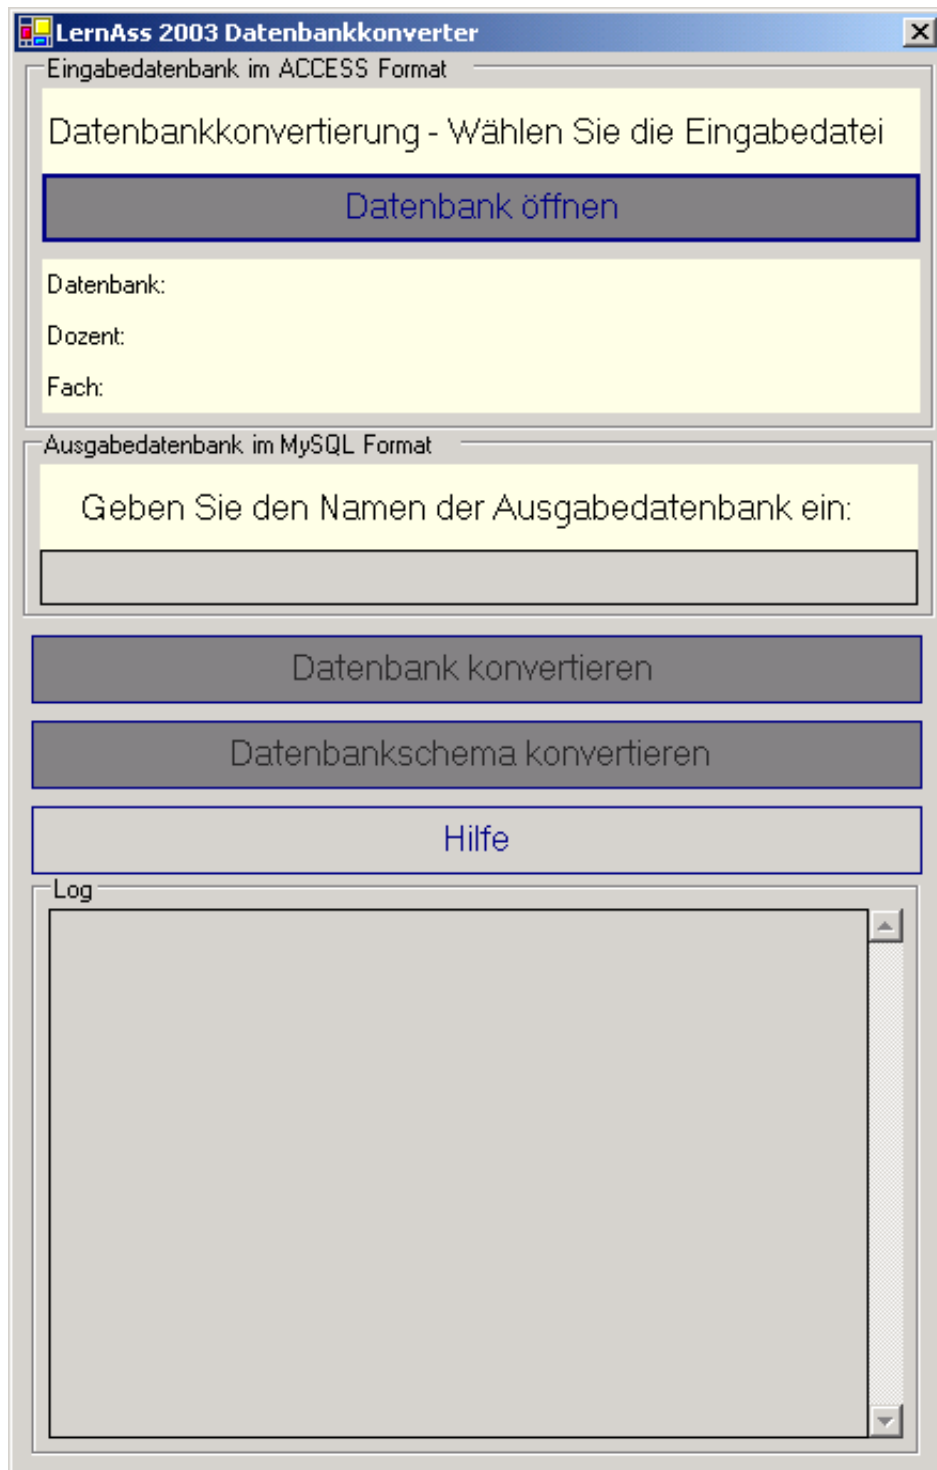 LernAss 2003 Datenbankkonverter
Eingabedatenbank im ACCESS Format
Datenbankkonvertierung - Wählen Sie die Eingabedatei
Datenbank öffnen
Datenbank:
Dozent:
Fach:
Ausgabedatenbank im MySQL Format
Geben Sie den Namen der Ausgabedatenbank ein:
Datenbank konvertieren
Datenbankschema konvertieren
Hilfe
Log